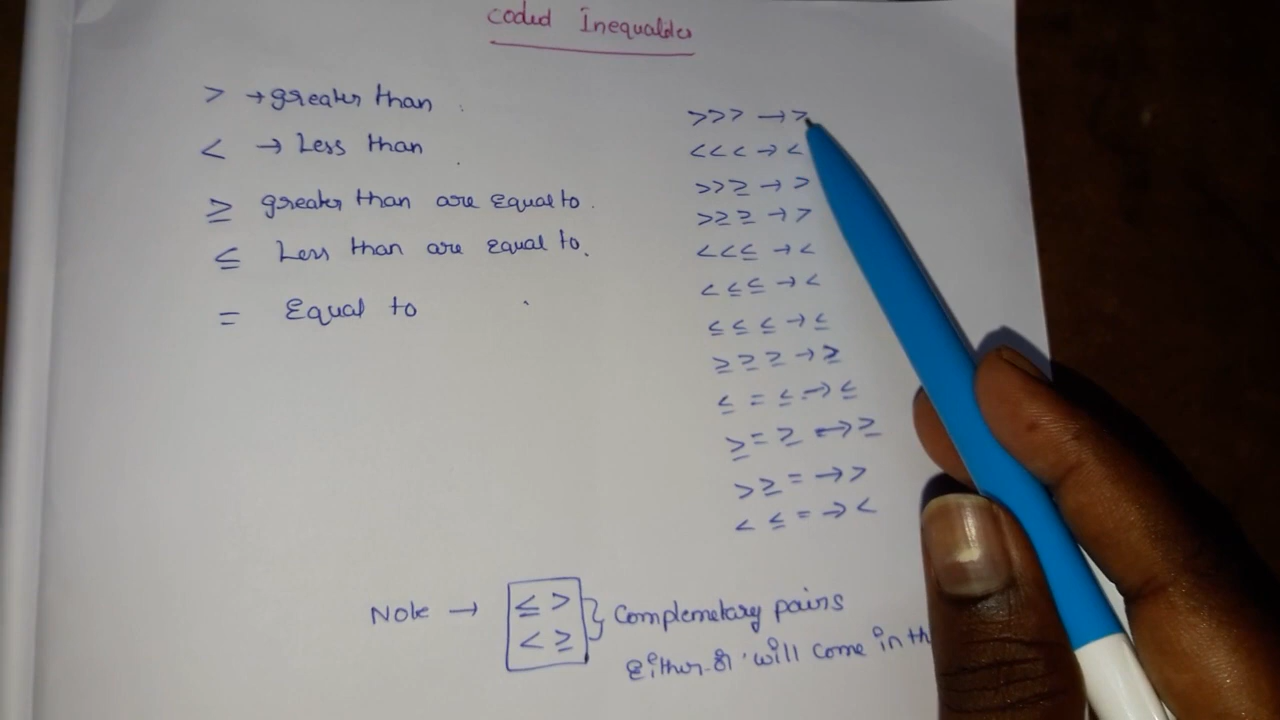 coded Inequalities
> → greater than
< → Less than
≥ greater than are Equal to.
≤ Less than are equal to.
= Equal to
>>> → >
<<< → <
>>≥ → >
>≥≥ → >
<<≤ → <
<≤≤ → <
≤≤≤ → ≤
≥≥≥ → ≥
≤=≤ → ≤
≥=≥ → ≥
>≥= → >
<≤= → <
Note → ≤ > } Complemetary pairs
< ≥
Either-or will come in